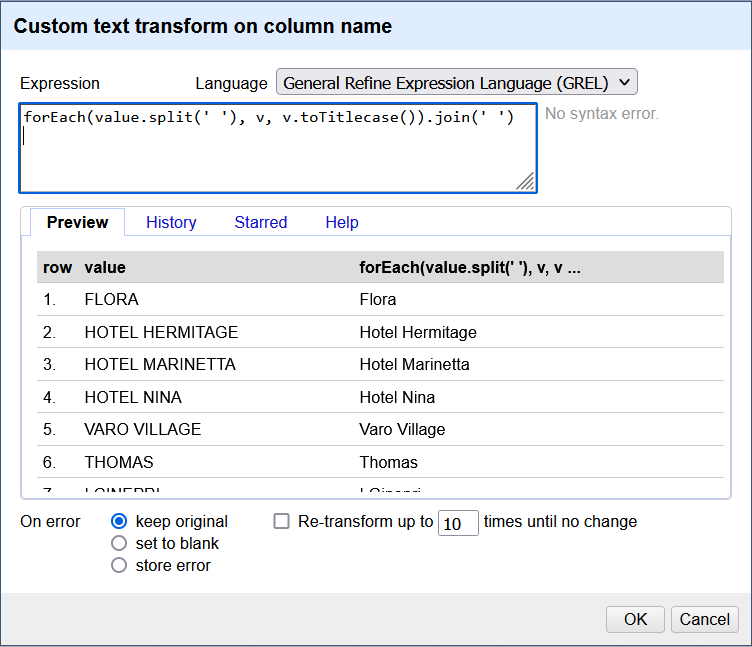 Custom text transform on column name
Expression Language General Refine Expression Language (GREL)
forEach(value.split(' '), v, v.toTitlecase()).join(' ')
No syntax error.
Preview History Starred Help
row value forEach(value.split(' '), v, v ...
1. FLORA Flora
2. HOTEL HERMITAGE Hotel Hermitage
3. HOTEL MARINETTA Hotel Marinetta
4. HOTEL NINA Hotel Nina
5. VARO VILLAGE Varo Village
6. THOMAS Thomas
7.
On error keep original Re-transform up to 10 times until no change
set to blank
store error
OK Cancel